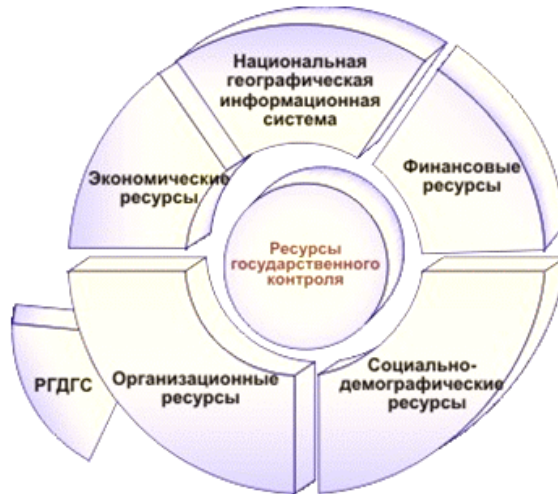 Национальная
географическая
информационная
система
Экономические
ресурсы
Финансовые
ресурсы
Ресурсы
государственного
контроля
РГДГС
Организационные
ресурсы
Социально-
демографические
ресурсы